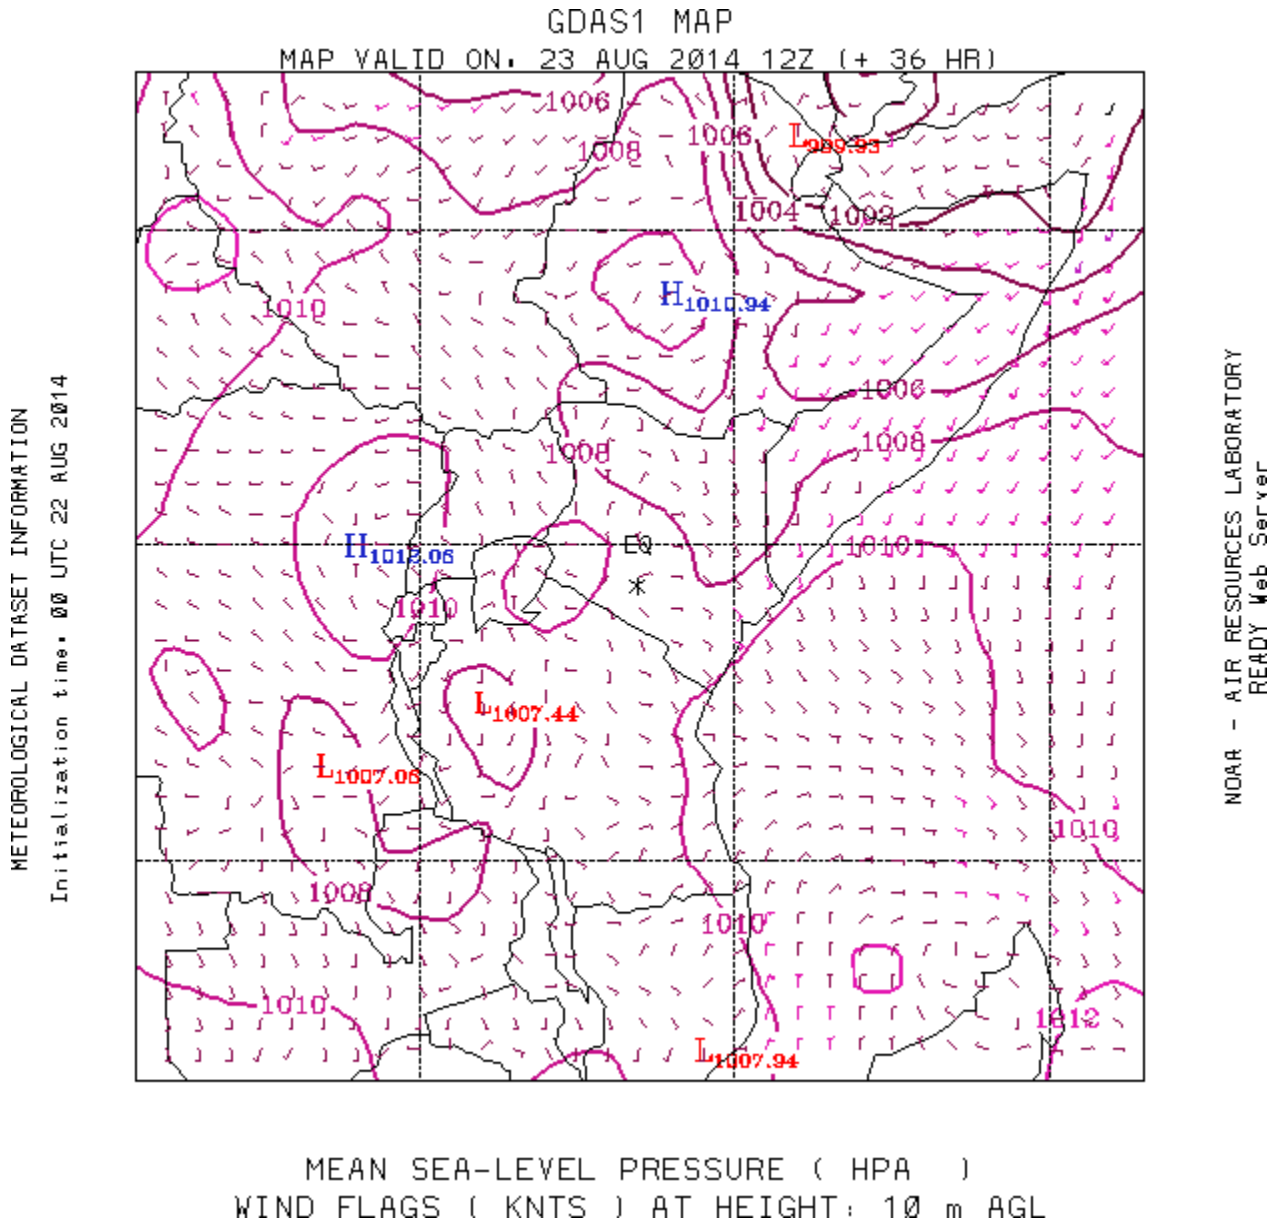 GDAS1 MAP
MAP VALID ON: 23 AUG 2014 12Z (+ 36 HR)
1006
1008
1006
L999.93
1004
1002
1010
H1010.94
1006
1008
1008
EQ
H1012.06
1010
1010
L1007.44
L1007.06
1010
1008
1010
1010
1012
L1007.94
METEOROLOGICAL DATASET INFORMATION
Initialization time: 00 UTC 22 AUG 2014
NOAA - AIR RESOURCES LABORATORY
READY Web Server
MEAN SEA-LEVEL PRESSURE ( HPA )
WIND FLAGS ( KNTS ) AT HEIGHT: 10 m AGL